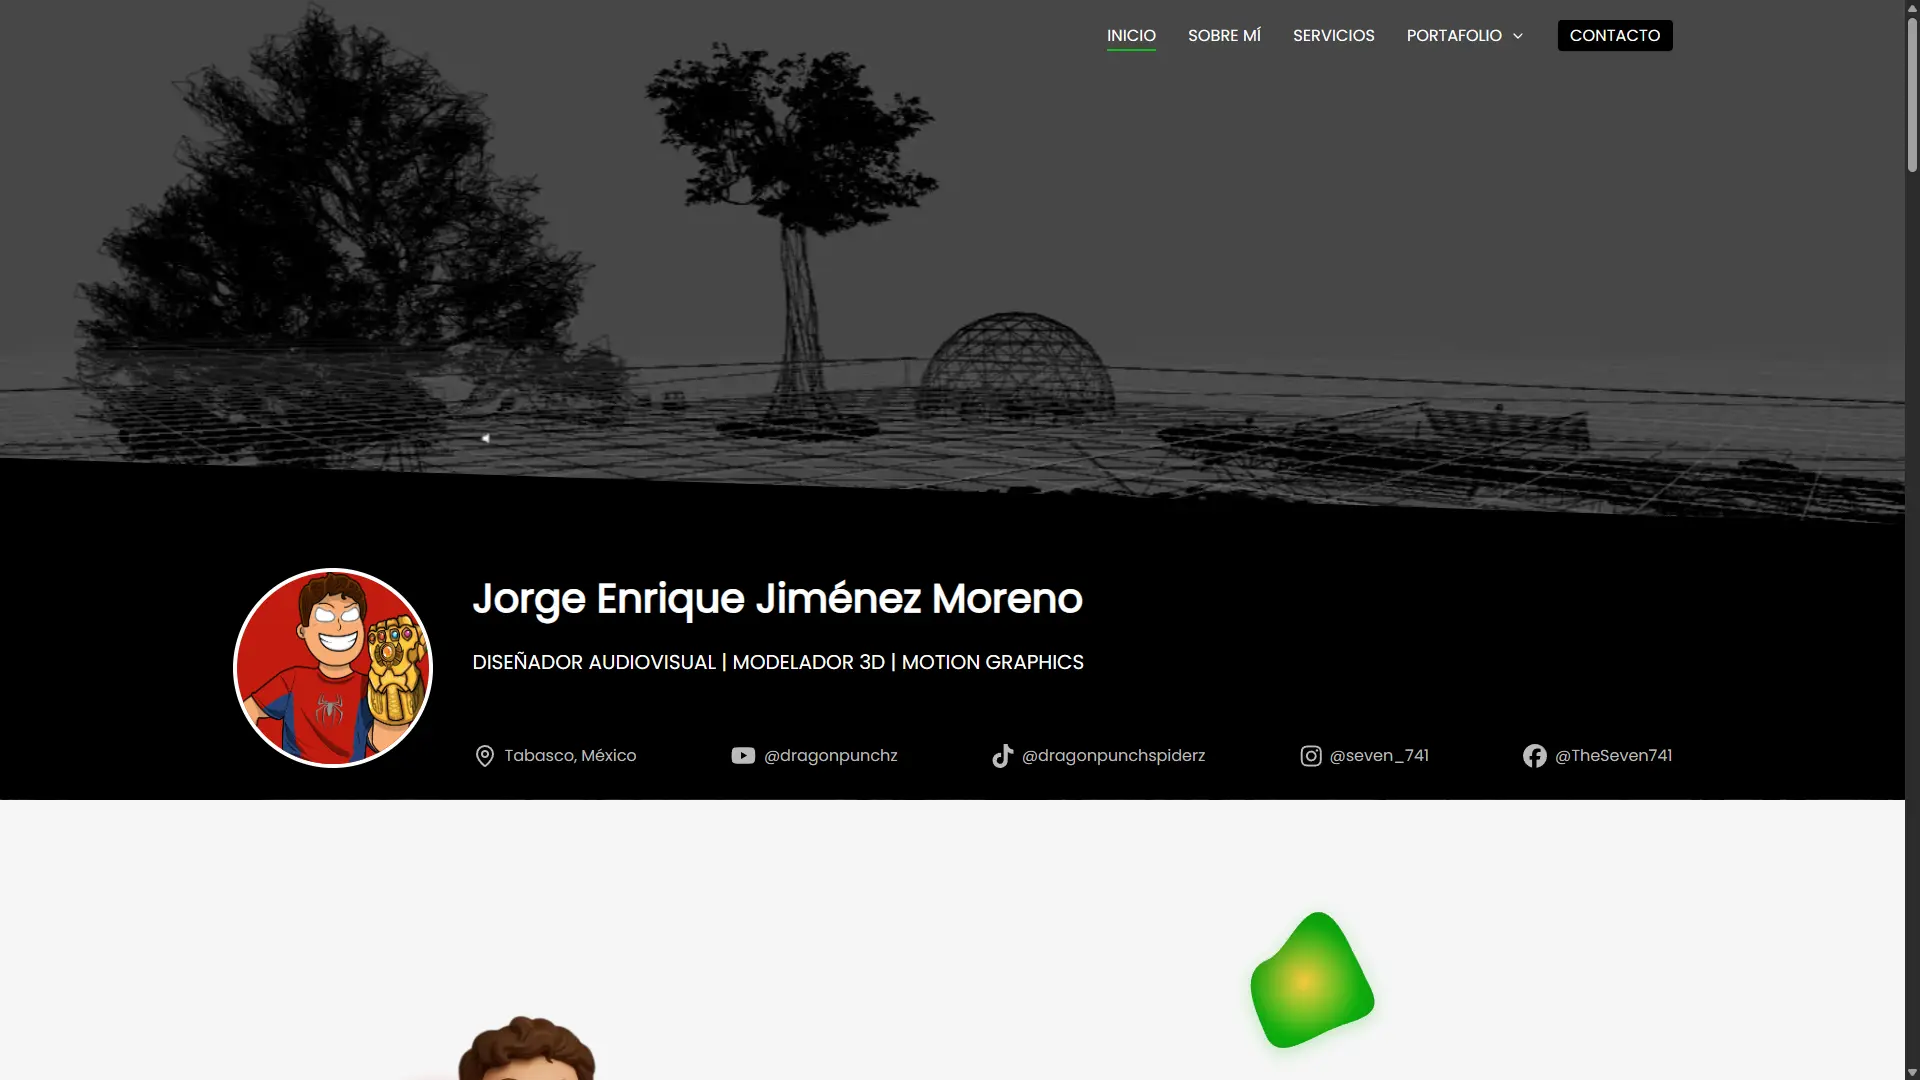 INICIO SOBRE MÍ SERVICIOS PORTAFOLIO CONTACTO
Jorge Enrique Jiménez Moreno
DISEÑADOR AUDIOVISUAL | MODELADOR 3D | MOTION GRAPHICS
Tabasco, México @dragonpunchz @dragonpunchspiderz @seven_741 @TheSeven741